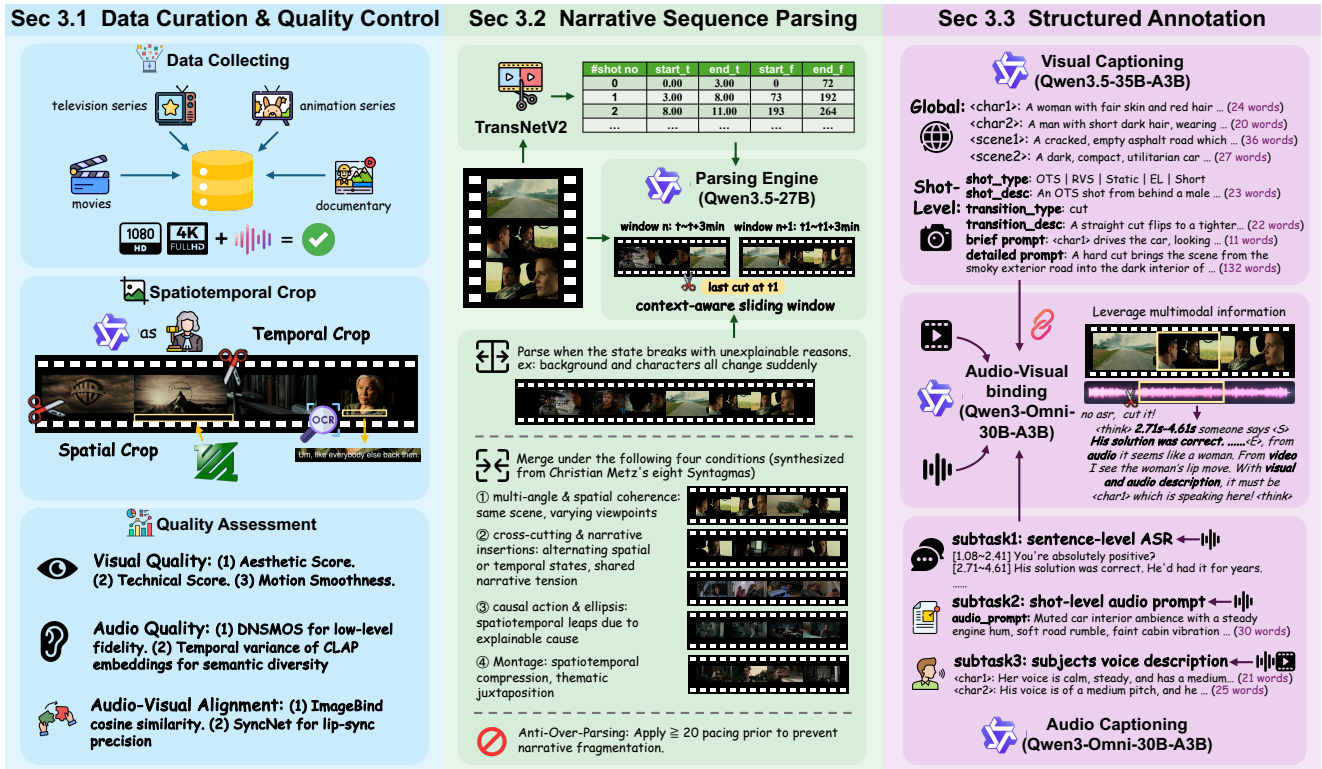 Sec 3.1 Data Curation & Quality Control
Data Collecting
television series
animation series
movies
documentary
1080
HD
4K
FULLHD
+
=
Spatiotemporal Crop
as
Temporal Crop
OCR
Spatial Crop
Um, like everybody else back then.
Quality Assessment
Visual Quality: (1) Aesthetic Score.
(2) Technical Score. (3) Motion Smoothness.
Audio Quality: (1) DNSMOS for low-level
fidelity. (2) Temporal variance of CLAP
embeddings for semantic diversity
Audio-Visual Alignment: (1) ImageBind
cosine similarity. (2) SyncNet for lip-sync
precision
Sec 3.2 Narrative Sequence Parsing
TransNetV2
#shot no start_t end_t start_f end_f
0 0.00 3.00 0 72
1 3.00 8.00 73 192
2 8.00 11.00 193 264
... ... ... ... ...
Parsing Engine
(Qwen3.5-27B)
window n: t~t+3min window n+1: t1~t1+3min
last cut at t1
context-aware sliding window
Parse when the state breaks with unexplainable reasons.
ex: background and characters all change suddenly
Merge under the following four conditions (synthesized
from Christian Metz's eight Syntagmas)
① multi-angle & spatial coherence:
same scene, varying viewpoints
② cross-cutting & narrative
insertions: alternating spatial
or temporal states, shared
narrative tension
③ causal action & ellipsis:
spatiotemporal leaps due to
explainable cause
④ Montage: spatiotemporal
compression, thematic
juxtaposition
Anti-Over-Parsing: Apply ≧ 20 pacing prior to prevent
narrative fragmentation.
Sec 3.3 Structured Annotation
Visual Captioning
(Qwen3.5-35B-A3B)
Global: <char1>: A woman with fair skin and red hair ... (24 words)
<char2>: A man with short dark hair, wearing ... (20 words)
<scene1>: A cracked, empty asphalt road which ... (36 words)
<scene2>: A dark, compact, utilitarian car ... (27 words)
Shot-
Level:
shot_type: OTS | RVS | Static | EL | Short
shot_desc: An OTS shot from behind a male ... (23 words)
transition_type: cut
transition_desc: A straight cut flips to a tighter... (22 words)
brief prompt: <char1> drives the car, looking ... (11 words)
detailed prompt: A hard cut brings the scene from the
smoky exterior road into the dark interior of ... (132 words)
Audio-Visual
binding
(Qwen3-Omni-
30B-A3B)
Leverage multimodal information
no asr, cut it!
<think> 2.71s-4.61s someone says <S>
His solution was correct. ......<E>, from
audio it seems like a woman. From video
I see the woman's lip move. With visual
and audio description, it must be
<char1> which is speaking here! <think>
subtask1: sentence-level ASR
[1.08~2.41] You're absolutely positive?
[2.71~4.61] His solution was correct. He'd had it for years.
......
subtask2: shot-level audio prompt
audio_prompt: Muted car interior ambience with a steady
engine hum, soft road rumble, faint cabin vibration ... (30 words)
subtask3: subjects voice description
<char1>: Her voice is calm, steady, and has a medium... (21 words)
<char2>: His voice is of a medium pitch, and he ... (25 words)
Audio Captioning
(Qwen3-Omni-30B-A3B)